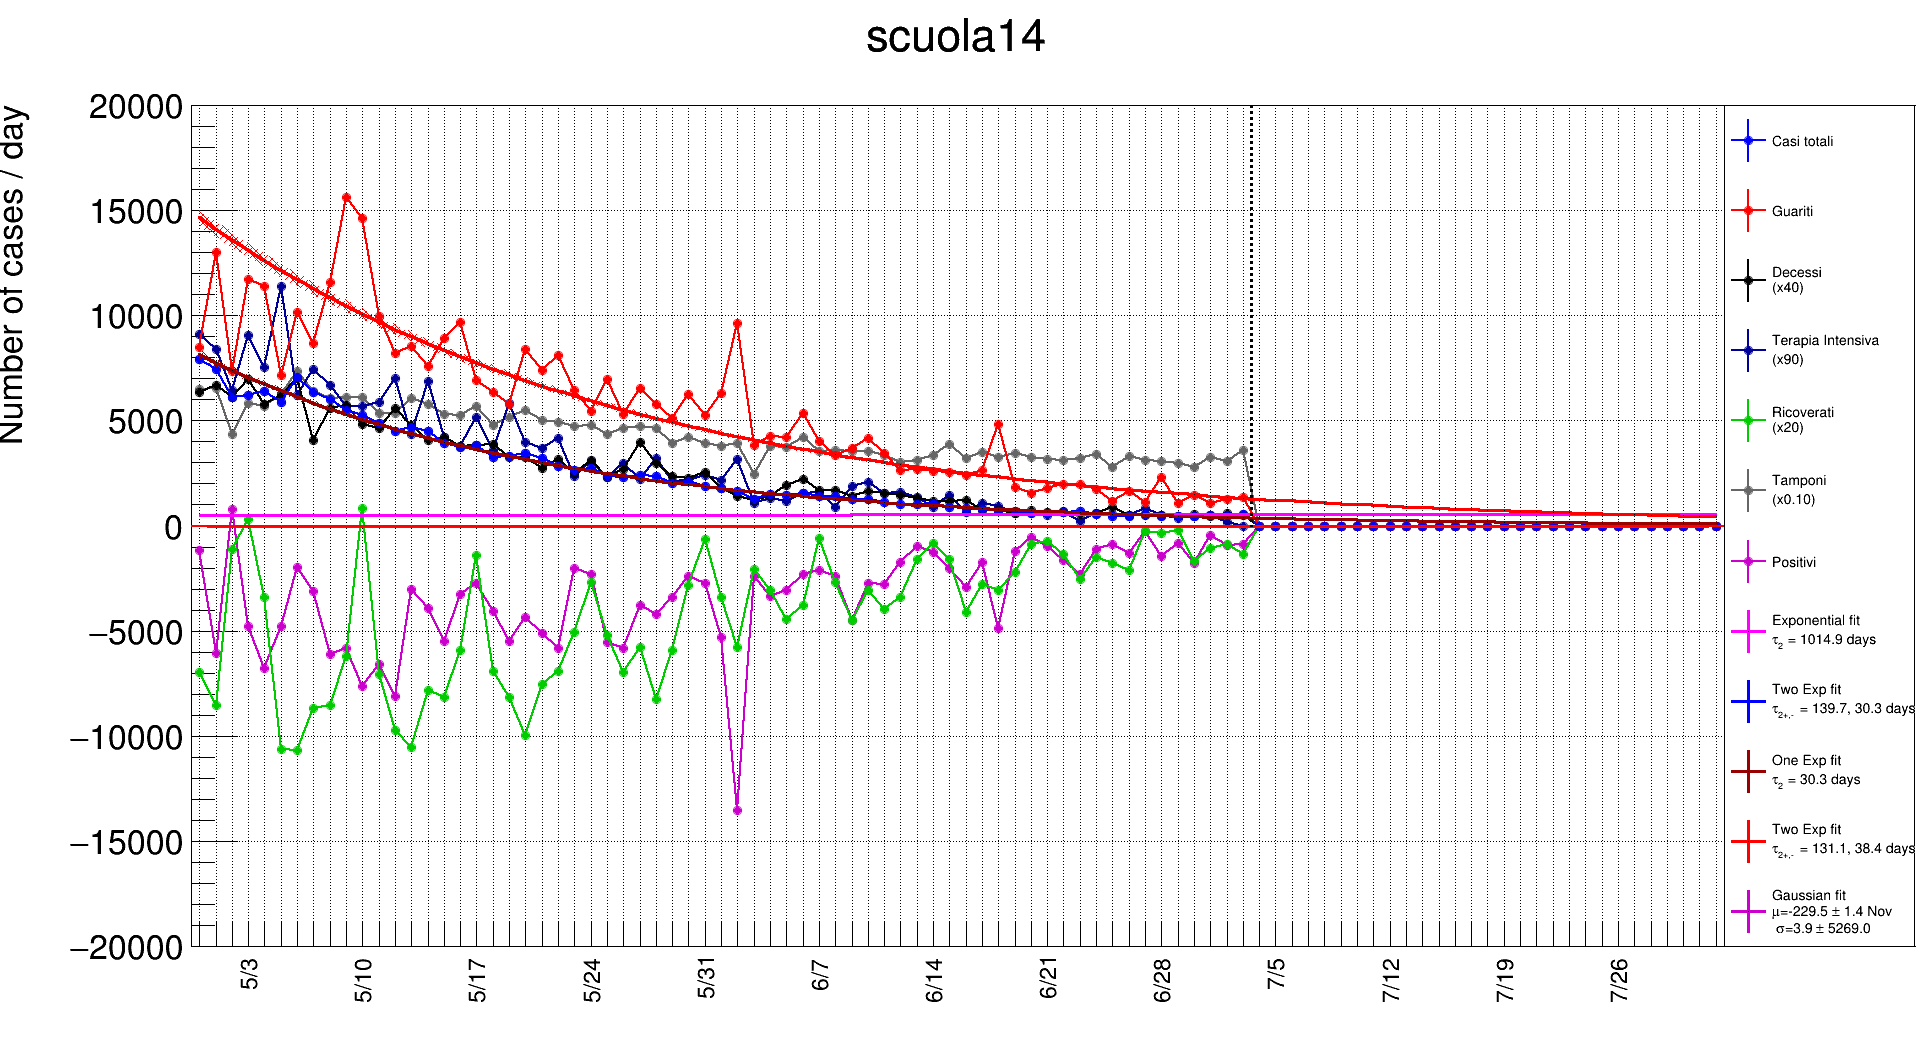 scuola14
Number of cases / day
20000
15000
10000
5000
0
−5000
−10000
−15000
−20000
5/3
5/10
5/17
5/24
5/31
6/7
6/14
6/21
6/28
7/5
7/12
7/19
7/26
Casi totali
Guariti
Decessi
(x40)
Terapia Intensiva
(x90)
Ricoverati
(x20)
Tamponi
(x0.10)
Positivi
Exponential fit
τ2 = 1014.9 days
Two Exp fit
τ2+,- = 139.7, 30.3 days
One Exp fit
τ2 = 30.3 days
Two Exp fit
τ2+,- = 131.1, 38.4 days
Gaussian fit
μ=-229.5 ± 1.4 Nov
σ=3.9 ± 5269.0